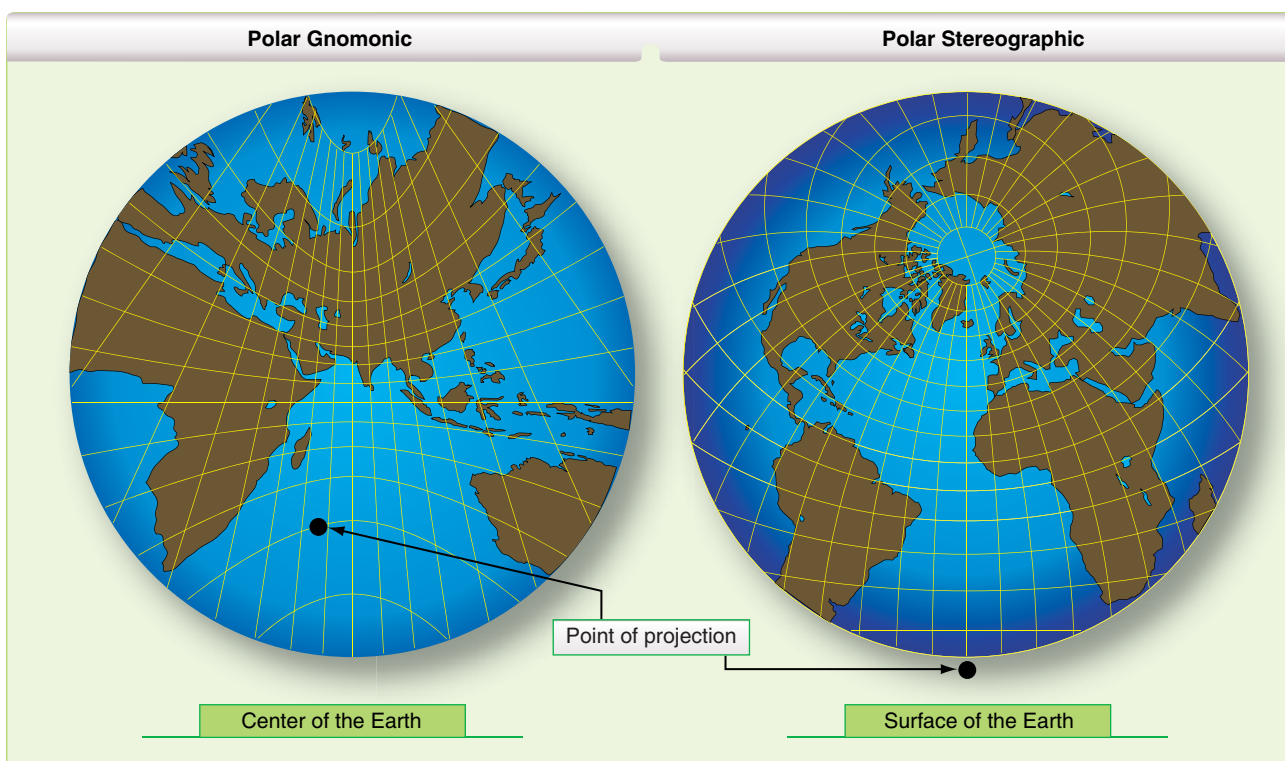 Polar Gnomonic
Polar Stereographic
Point of projection
Center of the Earth
Surface of the Earth